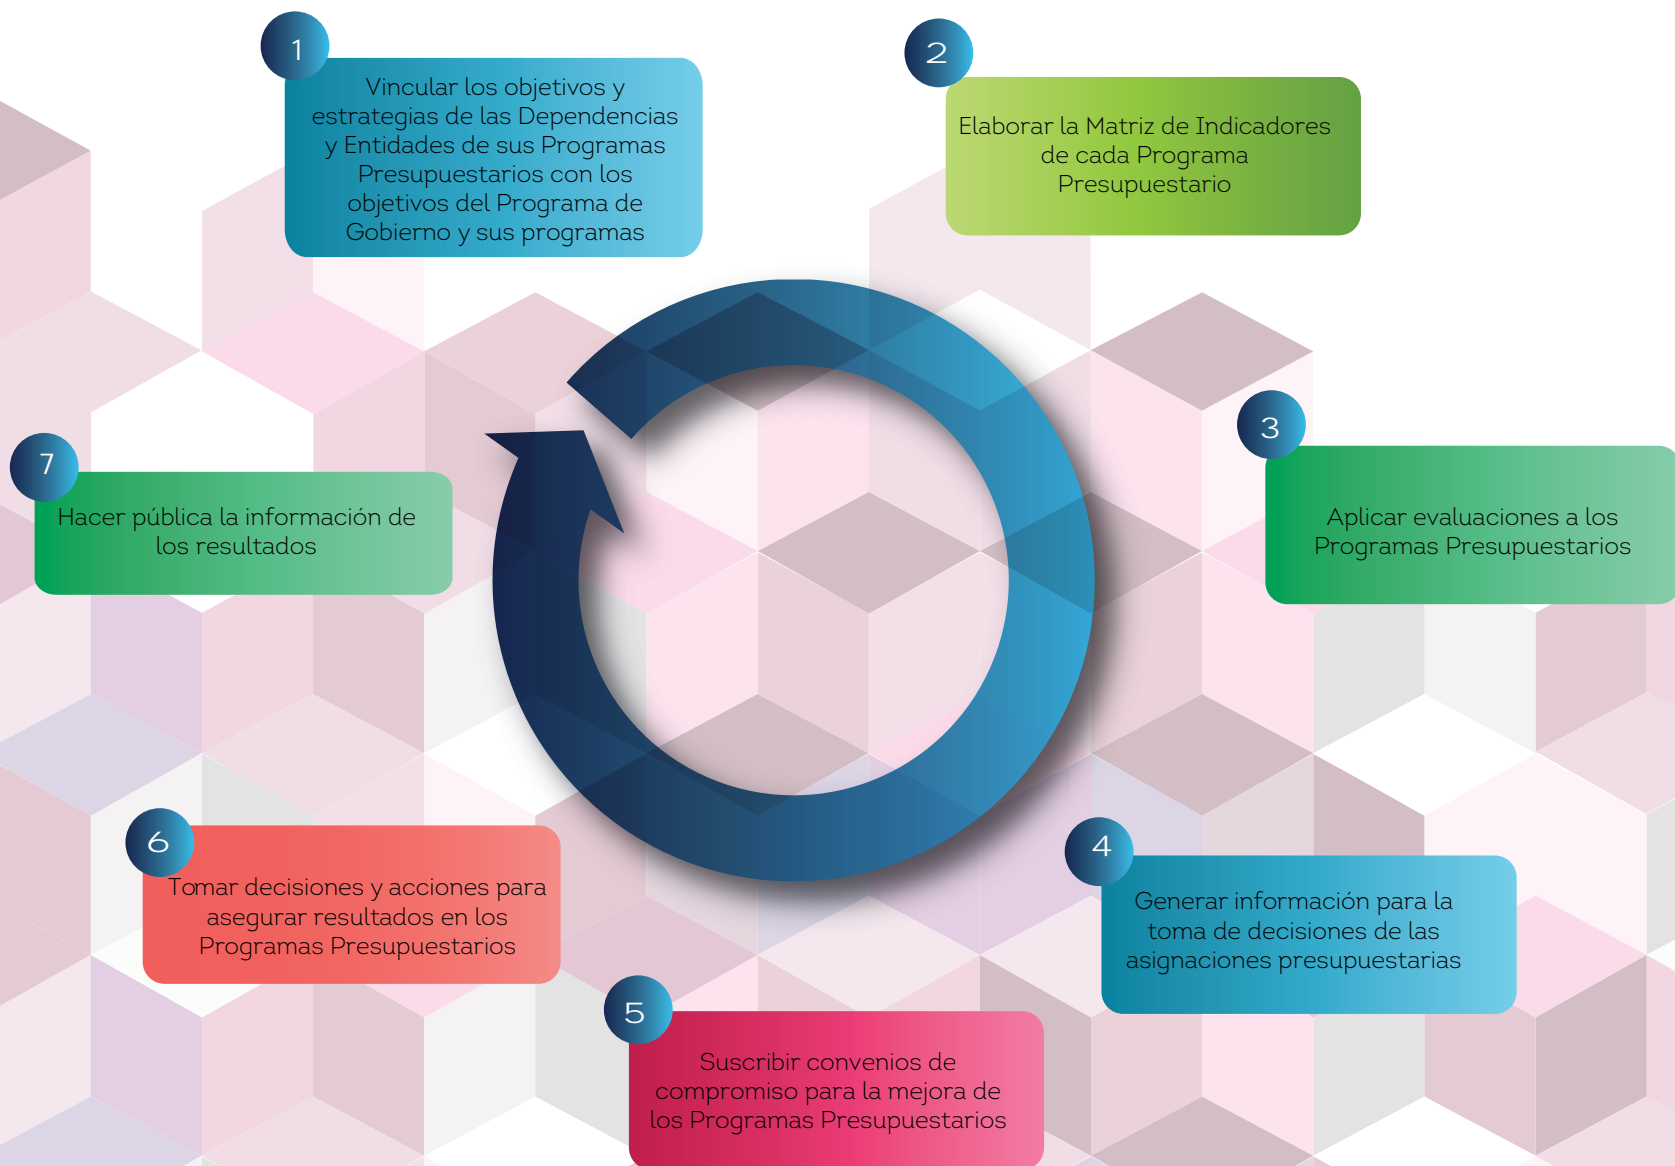 1
Vincular los objetivos y
estrategias de las Dependencias
y Entidades de sus Programas
Presupuestarios con los
objetivos del Programa de
Gobierno y sus programas
2
Elaborar la Matriz de Indicadores
de cada Programa
Presupuestario
3
Aplicar evaluaciones a los
Programas Presupuestarios
4
Generar información para la
toma de decisiones de las
asignaciones presupuestarias
5
Suscribir convenios de
compromiso para la mejora de
los Programas Presupuestarios
6
Tomar decisiones y acciones para
asegurar resultados en los
Programas Presupuestarios
7
Hacer pública la información de
los resultados